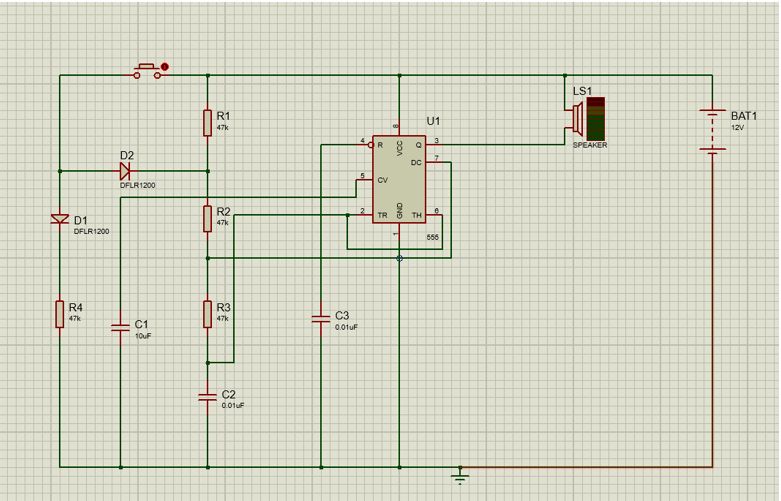 LS1
SPEAKER
BAT1
12V
R1
47k
U1
4
R
8
VCC
Q
3
DC
7
D2
DFLR1200
5
CV
R2
47k
2
TR
GND
1
TH
6
555
D1
DFLR1200
R4
47k
C1
10uF
R3
47k
C3
0.01uF
C2
0.01uF